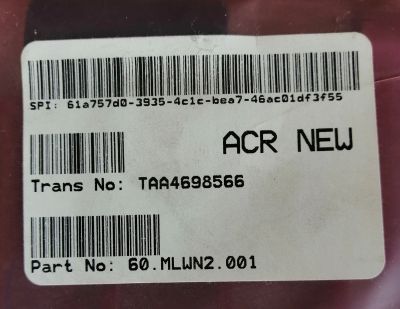 SPI: 61a757d0-3935-4c1c-bea7-46ac01df3f55
ACR NEW
Trans No: TAA4698566
Part No: 60.MLWN2.001